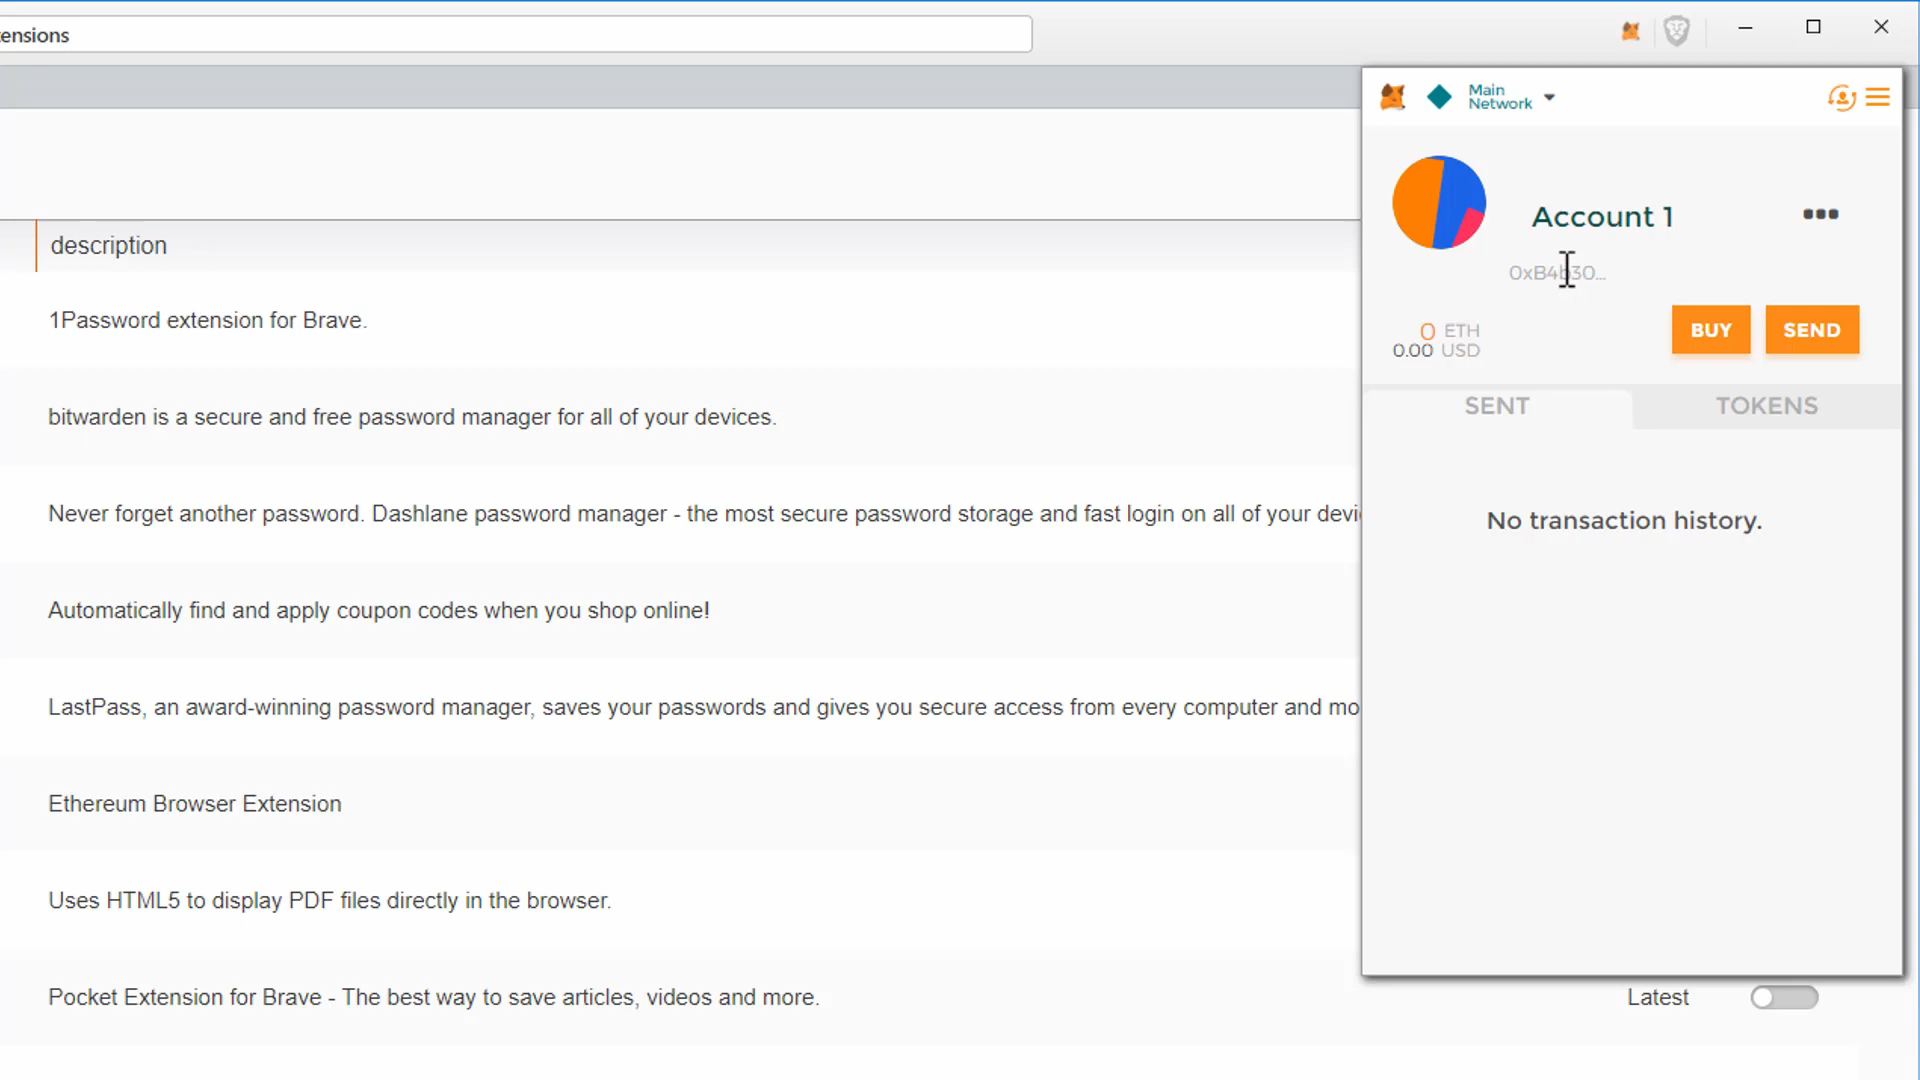 ensions
Main
Network
Account 1
0xB4b30...
0 ETH
0.00 USD
BUY
SEND
SENT
TOKENS
No transaction history.
description
1Password extension for Brave.
bitwarden is a secure and free password manager for all of your devices.
Never forget another password. Dashlane password manager - the most secure password storage and fast login on all of your devi
Automatically find and apply coupon codes when you shop online!
LastPass, an award-winning password manager, saves your passwords and gives you secure access from every computer and mo
Ethereum Browser Extension
Uses HTML5 to display PDF files directly in the browser.
Pocket Extension for Brave - The best way to save articles, videos and more.
Latest